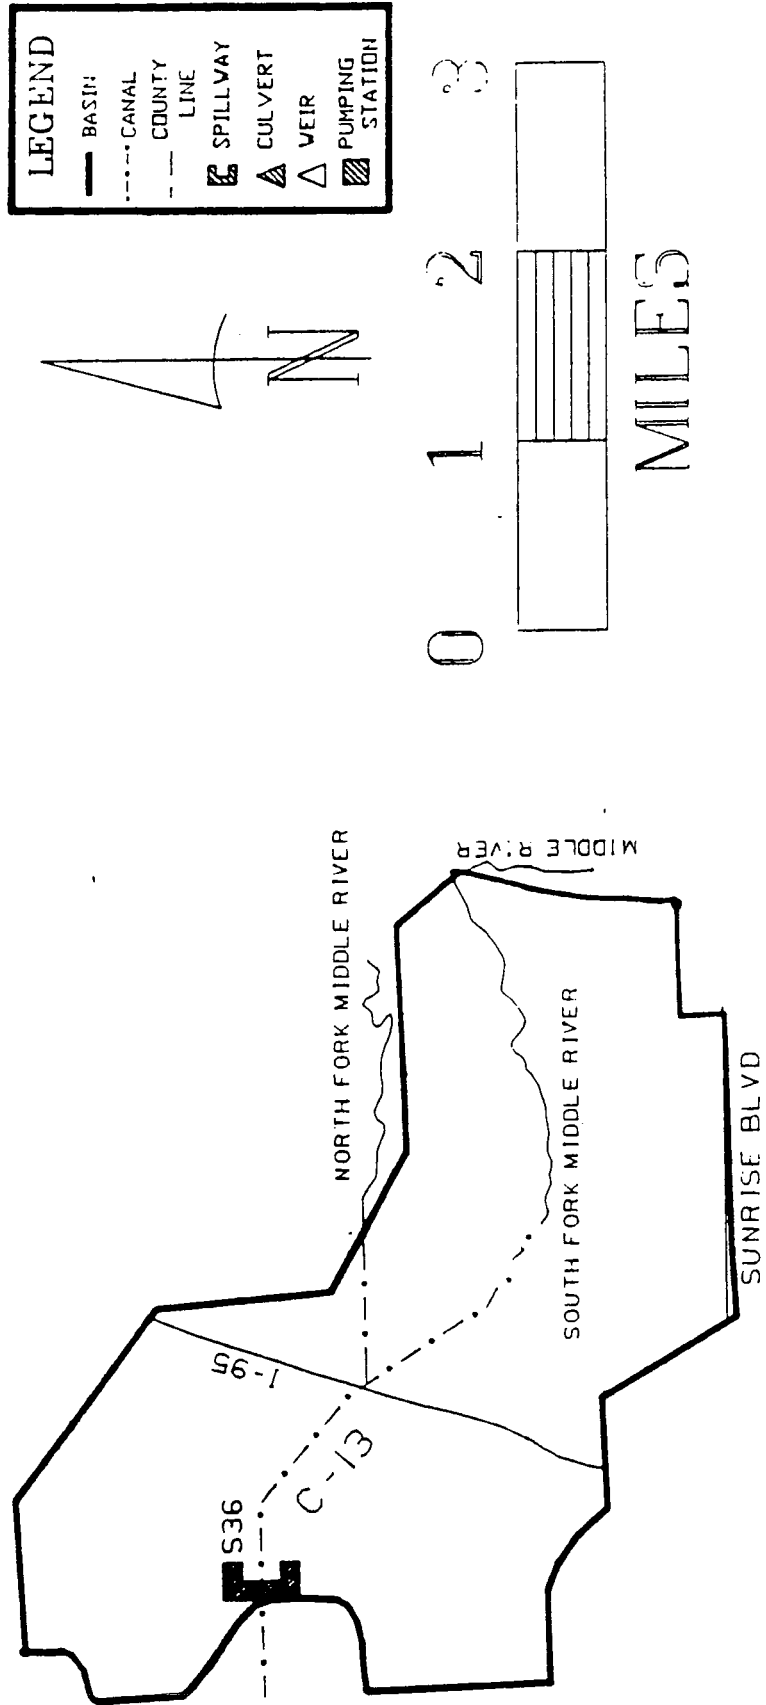 LEGEND
BASIN
CANAL
COUNTY
LINE
SPILLWAY
CULVERT
WEIR
PUMPING
STATION
N
0 1 2 3
MILES
NORTH FORK MIDDLE RIVER
MIDDLE RIVER
SOUTH FORK MIDDLE RIVER
I-95
C-13
S36
SUNRISE BLVD